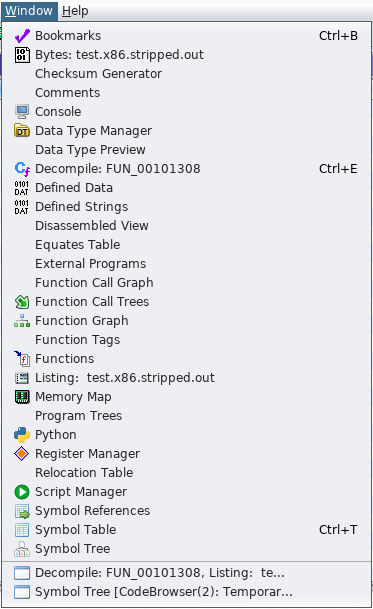 Window Help
Bookmarks Ctrl+B
Bytes: test.x86.stripped.out
Checksum Generator
Comments
Console
Data Type Manager
Data Type Preview
Decompile: FUN_00101308 Ctrl+E
Defined Data
Defined Strings
Disassembled View
Equates Table
External Programs
Function Call Graph
Function Call Trees
Function Graph
Function Tags
Functions
Listing: test.x86.stripped.out
Memory Map
Program Trees
Python
Register Manager
Relocation Table
Script Manager
Symbol References
Symbol Table Ctrl+T
Symbol Tree
Decompile: FUN_00101308, Listing: te...
Symbol Tree [CodeBrowser(2): Temporar...